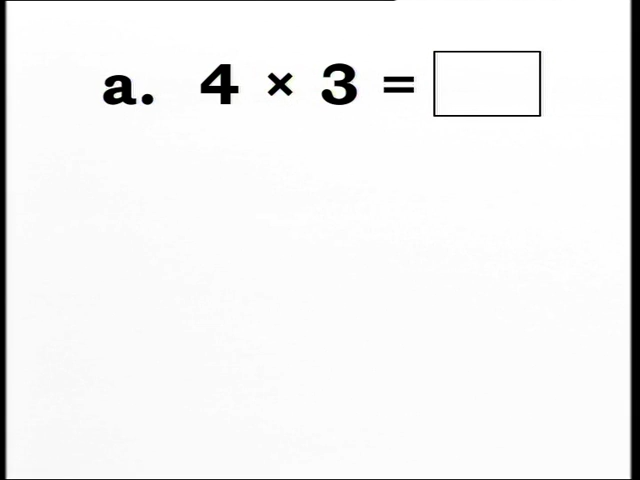 a. 4 × 3 =